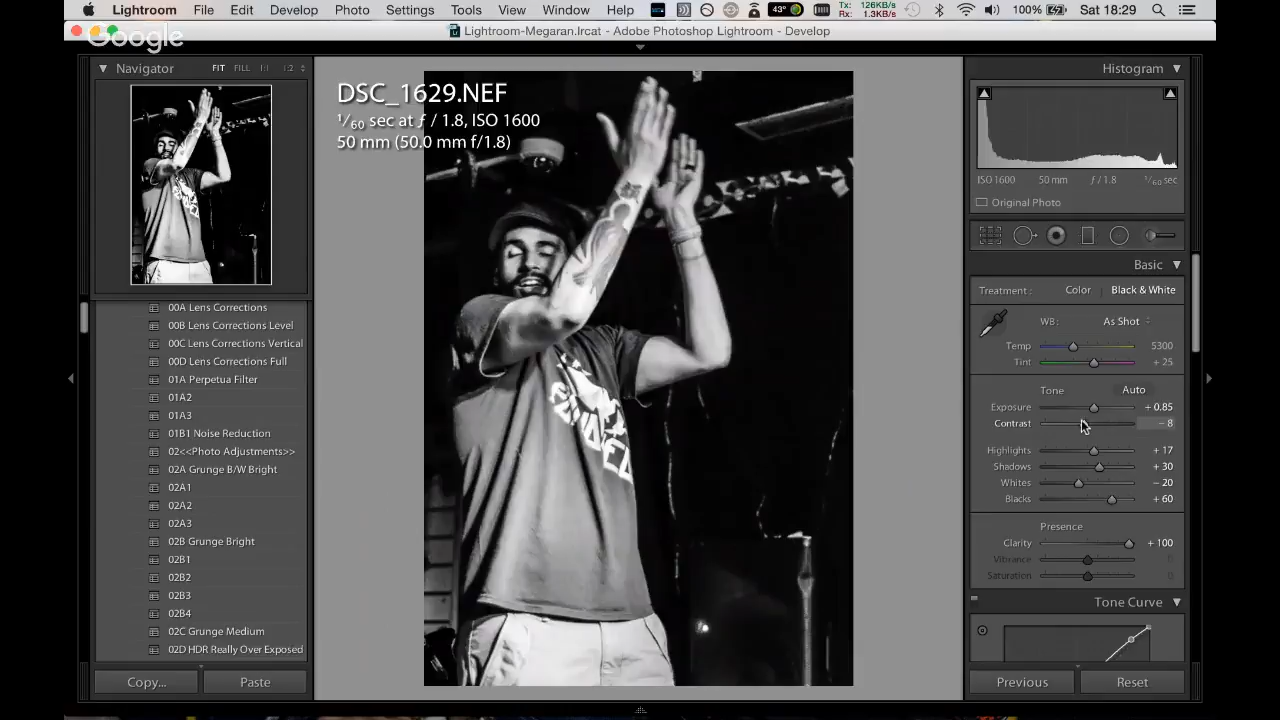 Lightroom File Edit Develop Photo Settings Tools View Window Help 43° Tx: 126KB/s Rx: 1.3KB/s 100% Sat 18:29
Google
Lightroom-Megaran.lrcat - Adobe Photoshop Lightroom - Develop
Navigator FIT FILL 1:1 1:2
DSC_1629.NEF
1/60 sec at ƒ / 1.8, ISO 1600
50 mm (50.0 mm f/1.8)
00A Lens Corrections
00B Lens Corrections Level
00C Lens Corrections Vertical
00D Lens Corrections Full
01A Perpetua Filter
01A2
01A3
01B1 Noise Reduction
02<<Photo Adjustments>>
02A Grunge B/W Bright
02A1
02A2
02A3
02B Grunge Bright
02B1
02B2
02B3
02B4
02C Grunge Medium
02D HDR Really Over Exposed
Copy... Paste
Histogram
ISO 1600 50 mm ƒ / 1.8 1/60 sec
Original Photo
Basic
Treatment: Color | Black & White
WB: As Shot
Temp 5300
Tint + 25
Tone Auto
Exposure + 0.85
Contrast - 8
Highlights + 17
Shadows + 30
Whites - 20
Blacks + 60
Presence
Clarity + 100
Vibrance 0
Saturation 0
Tone Curve
Previous Reset